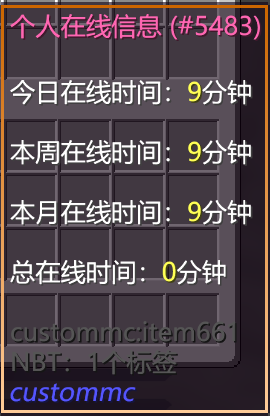 个人在线信息 (#5483)
今日在线时间：9分钟
本周在线时间：9分钟
本月在线时间：9分钟
总在线时间：0分钟
custommc:item661
NBT：1个标签
custommc